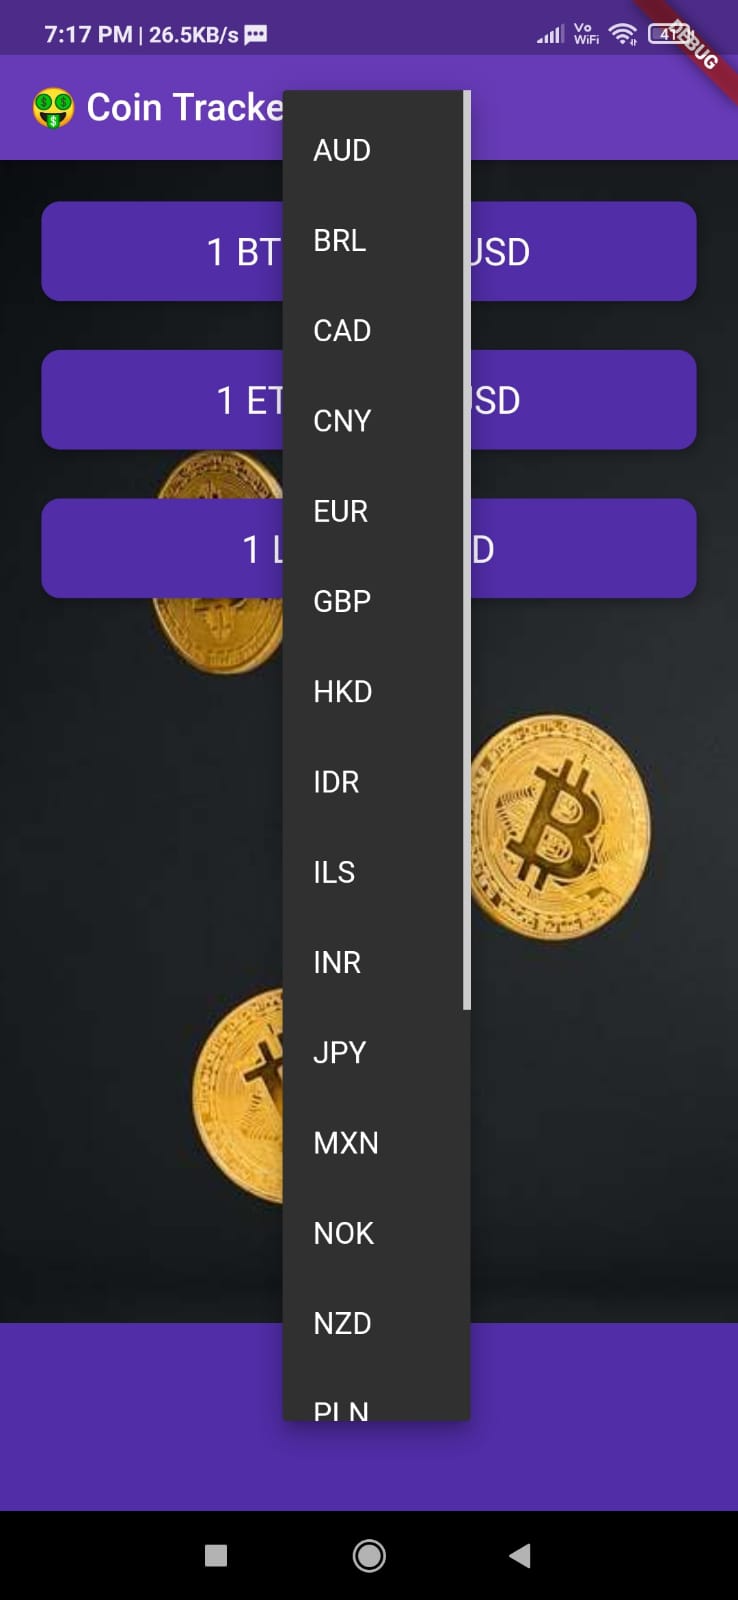 7:17 PM | 26.5KB/s
Vo
WiFi
41
DEBUG
Coin Tracke
AUD
1 BT USD
BRL
CAD
1 ET SD
CNY
EUR
1 L D
GBP
HKD
IDR
ILS
INR
JPY
MXN
NOK
NZD
PLN